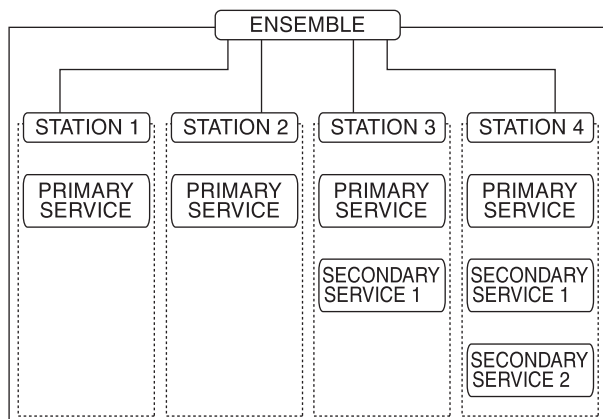 ENSEMBLE
STATION 1
STATION 2
STATION 3
STATION 4
PRIMARY
SERVICE
PRIMARY
SERVICE
PRIMARY
SERVICE
PRIMARY
SERVICE
SECONDARY
SERVICE 1
SECONDARY
SERVICE 1
SECONDARY
SERVICE 2